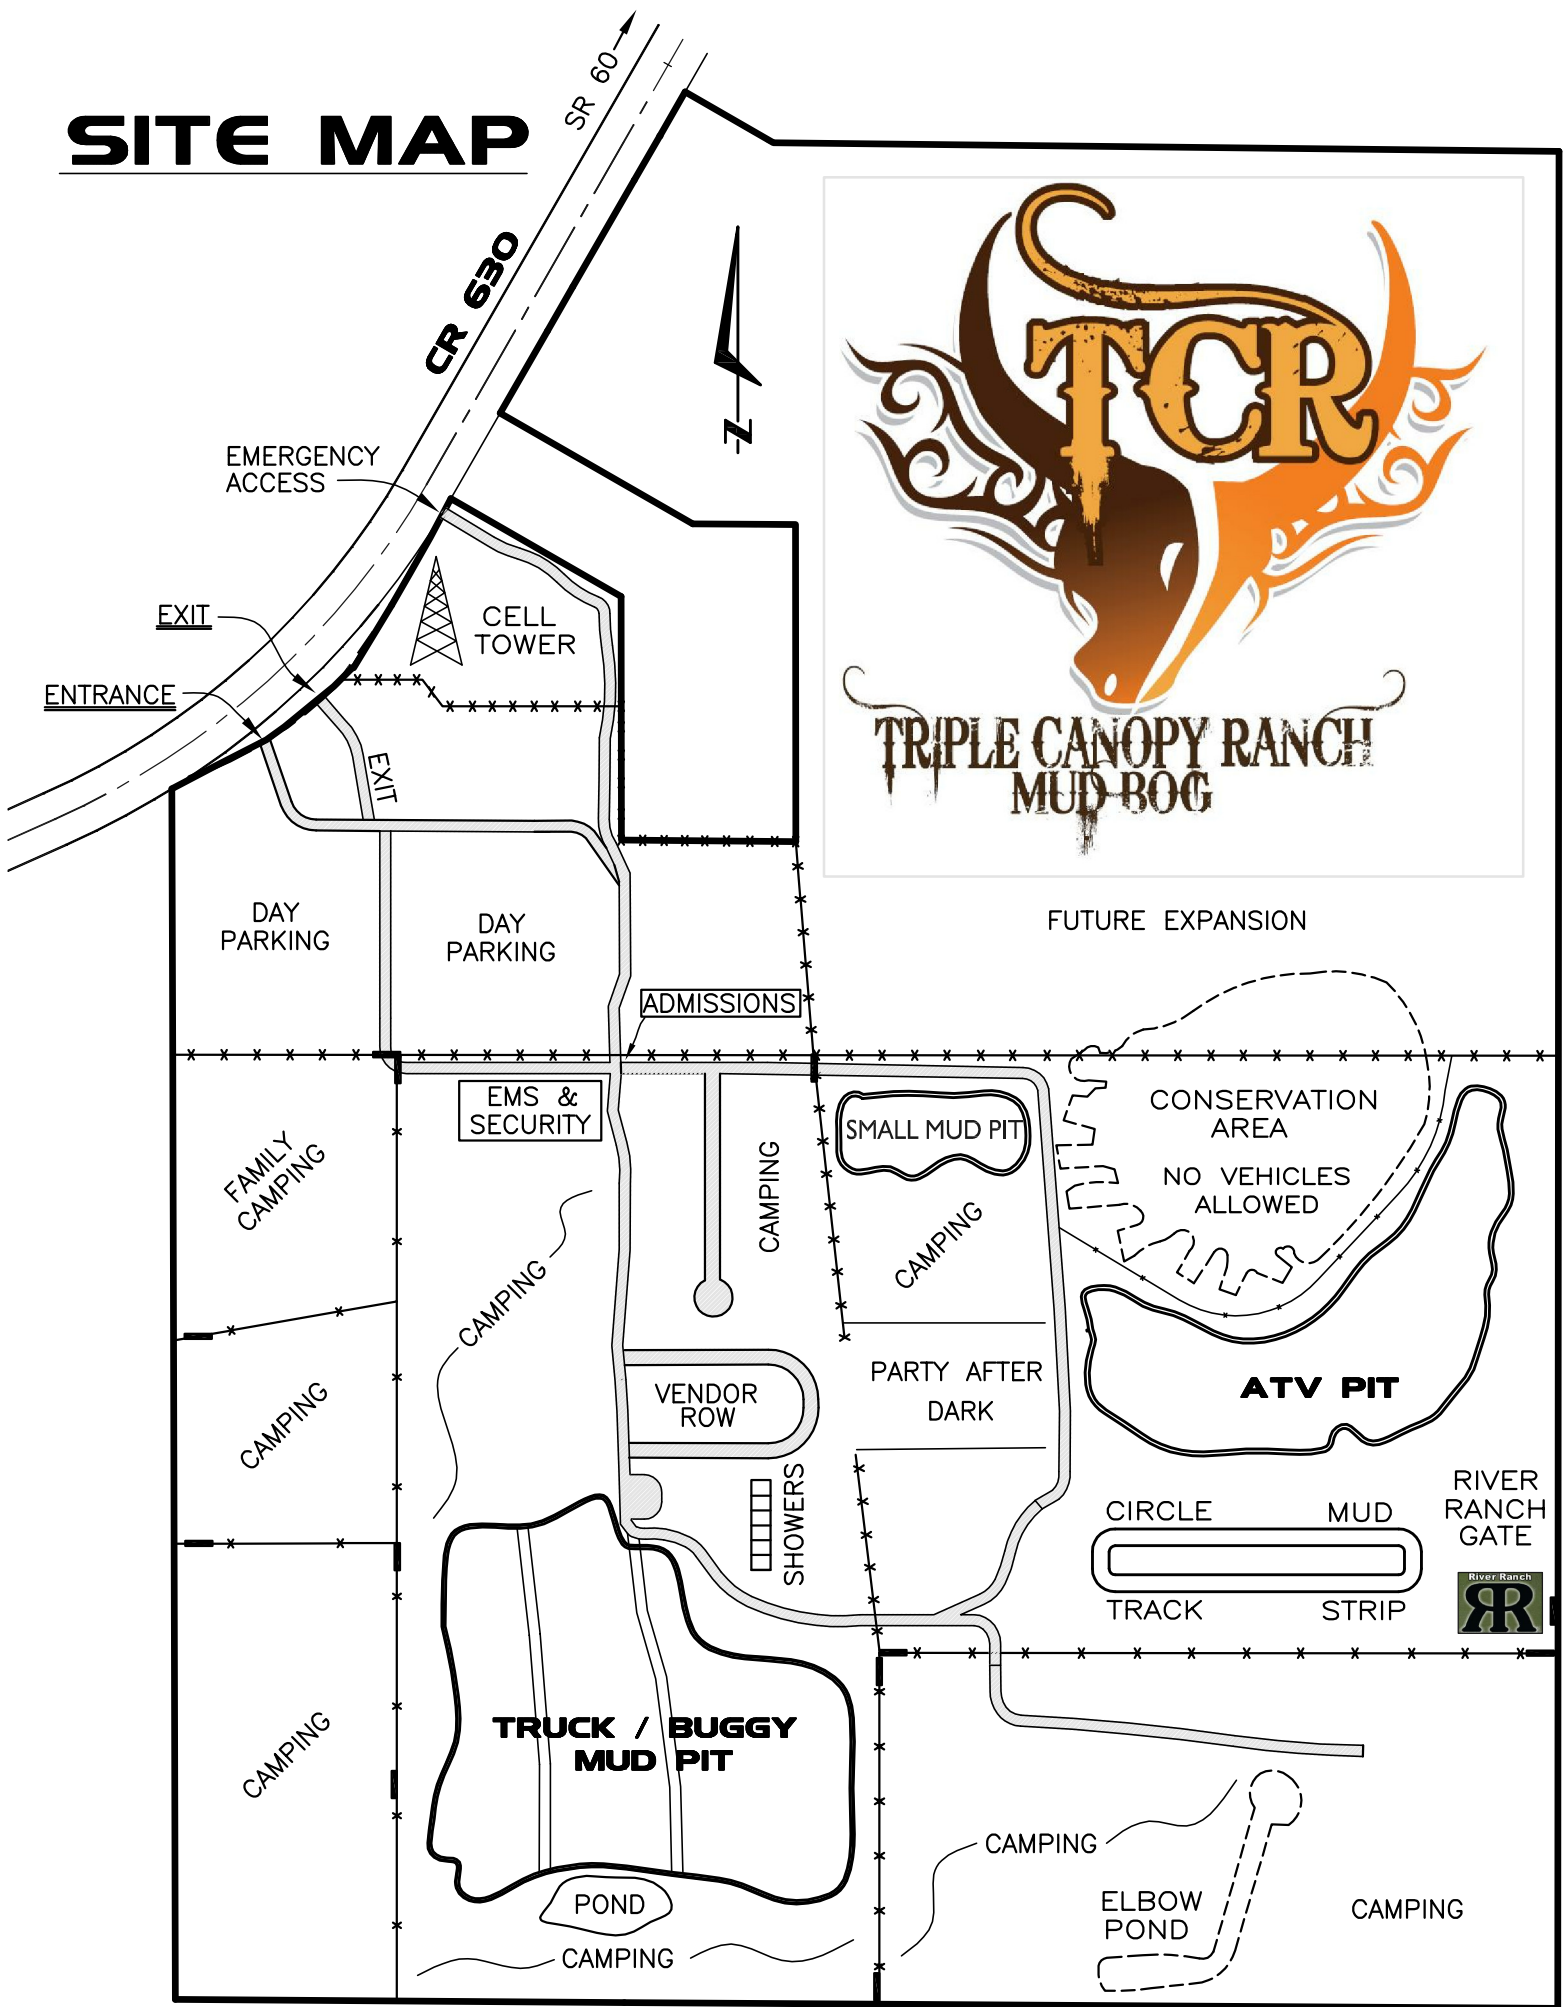 SITE MAP
SR 60
CR 630
N
TCR
TRIPLE CANOPY RANCH
MUD BOG
EMERGENCY
ACCESS
EXIT
ENTRANCE
CELL
TOWER
EXIT
DAY
PARKING
DAY
PARKING
FUTURE EXPANSION
ADMISSIONS
EMS &
SECURITY
SMALL MUD PIT
CONSERVATION
AREA
NO VEHICLES
ALLOWED
FAMILY
CAMPING
CAMPING
CAMPING
CAMPING
CAMPING
VENDOR
ROW
PARTY AFTER
DARK
ATV PIT
SHOWERS
CIRCLE MUD
TRACK STRIP
RIVER
RANCH
GATE
River Ranch
RR
CAMPING
TRUCK / BUGGY
MUD PIT
CAMPING
POND
CAMPING
ELBOW
POND
CAMPING